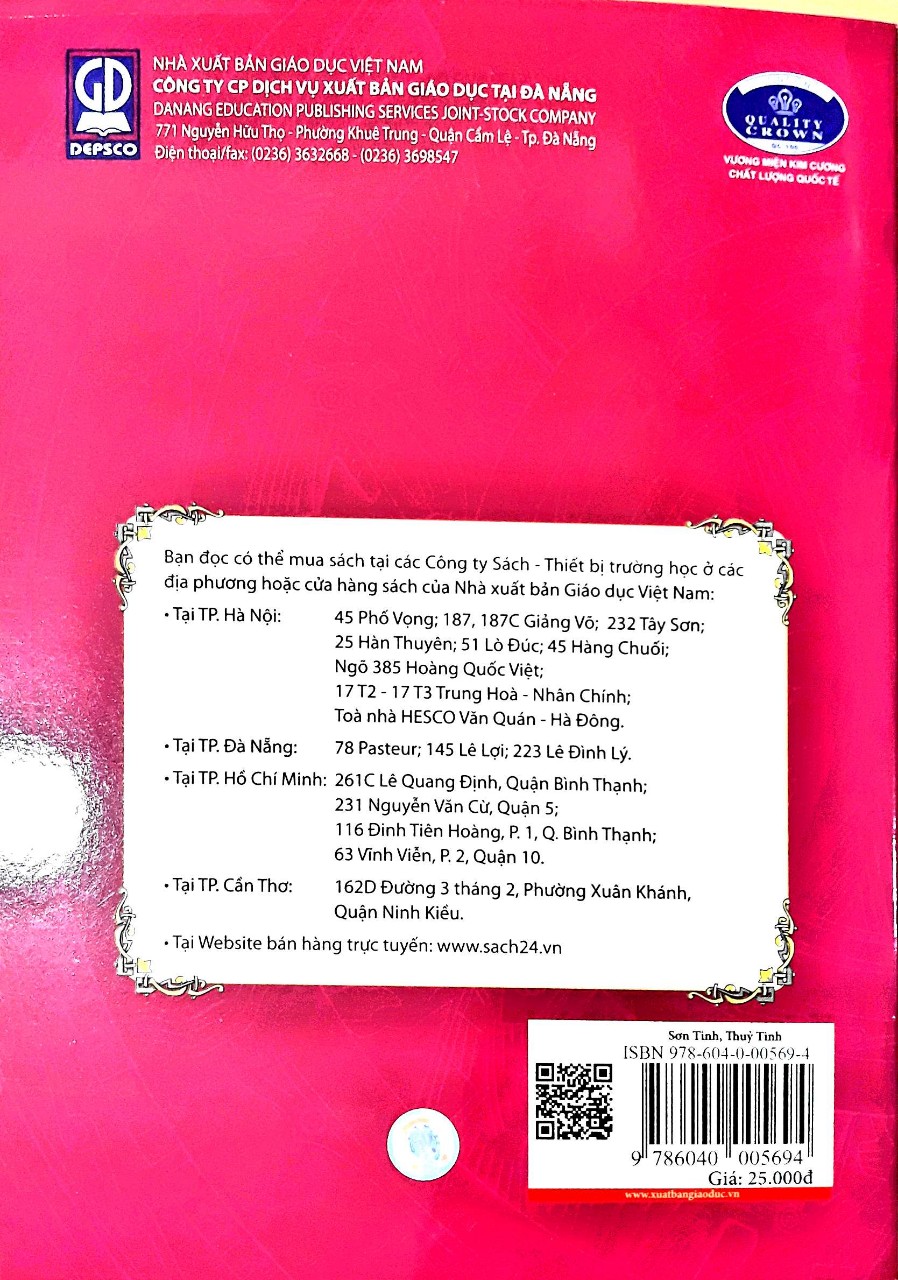 GD
DEPSCO
NHÀ XUẤT BẢN GIÁO DỤC VIỆT NAM
CÔNG TY CP DỊCH VỤ XUẤT BẢN GIÁO DỤC TẠI ĐÀ NẴNG
DANANG EDUCATION PUBLISHING SERVICES JOINT-STOCK COMPANY
771 Nguyễn Hữu Thọ - Phường Khuê Trung - Quận Cẩm Lệ - Tp. Đà Nẵng
Điện thoại/fax: (0236) 3632668 - (0236) 3698547
QUALITY
CROWN
VƯƠNG MIỆN KIM CƯƠNG
CHẤT LƯỢNG QUỐC TẾ
Bạn đọc có thể mua sách tại các Công ty Sách - Thiết bị trường học ở các
địa phương hoặc cửa hàng sách của Nhà xuất bản Giáo dục Việt Nam:
• Tại TP. Hà Nội: 45 Phố Vọng; 187, 187C Giảng Võ; 232 Tây Sơn;
25 Hàn Thuyên; 51 Lò Đúc; 45 Hàng Chuối;
Ngõ 385 Hoàng Quốc Việt;
17 T2 - 17 T3 Trung Hoà - Nhân Chính;
Toà nhà HESCO Văn Quán - Hà Đông.
• Tại TP. Đà Nẵng: 78 Pasteur; 145 Lê Lợi; 223 Lê Đình Lý.
• Tại TP. Hồ Chí Minh: 261C Lê Quang Định, Quận Bình Thạnh;
231 Nguyễn Văn Cừ, Quận 5;
116 Đinh Tiên Hoàng, P. 1, Q. Bình Thạnh;
63 Vĩnh Viễn, P. 2, Quận 10.
• Tại TP. Cần Thơ: 162D Đường 3 tháng 2, Phường Xuân Khánh,
Quận Ninh Kiều.
• Tại Website bán hàng trực tuyến: www.sach24.vn
Sơn Tinh, Thuỷ Tinh
ISBN 978-604-0-00569-4
9 786040 005694
Giá: 25.000đ
www.xuatbangiaoduc.vn